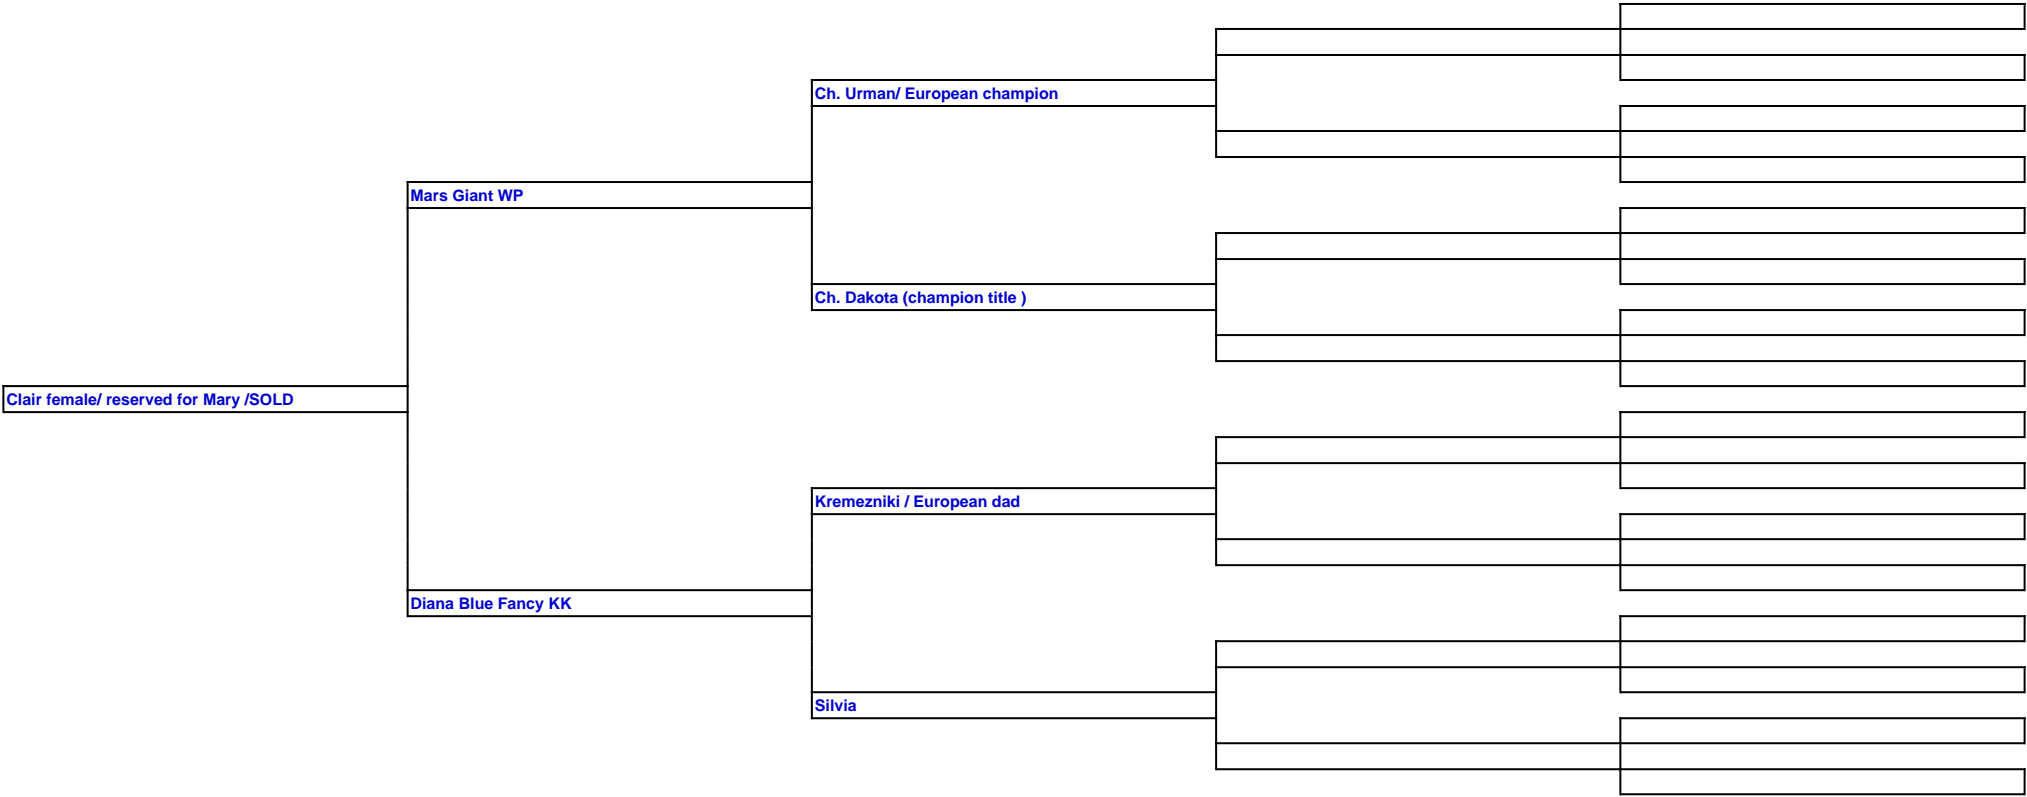 Ch. Urman/ European champion
Mars Giant WP
Ch. Dakota (champion title )
Clair female/ reserved for Mary /SOLD
Kremezniki / European dad
Diana Blue Fancy KK
Silvia